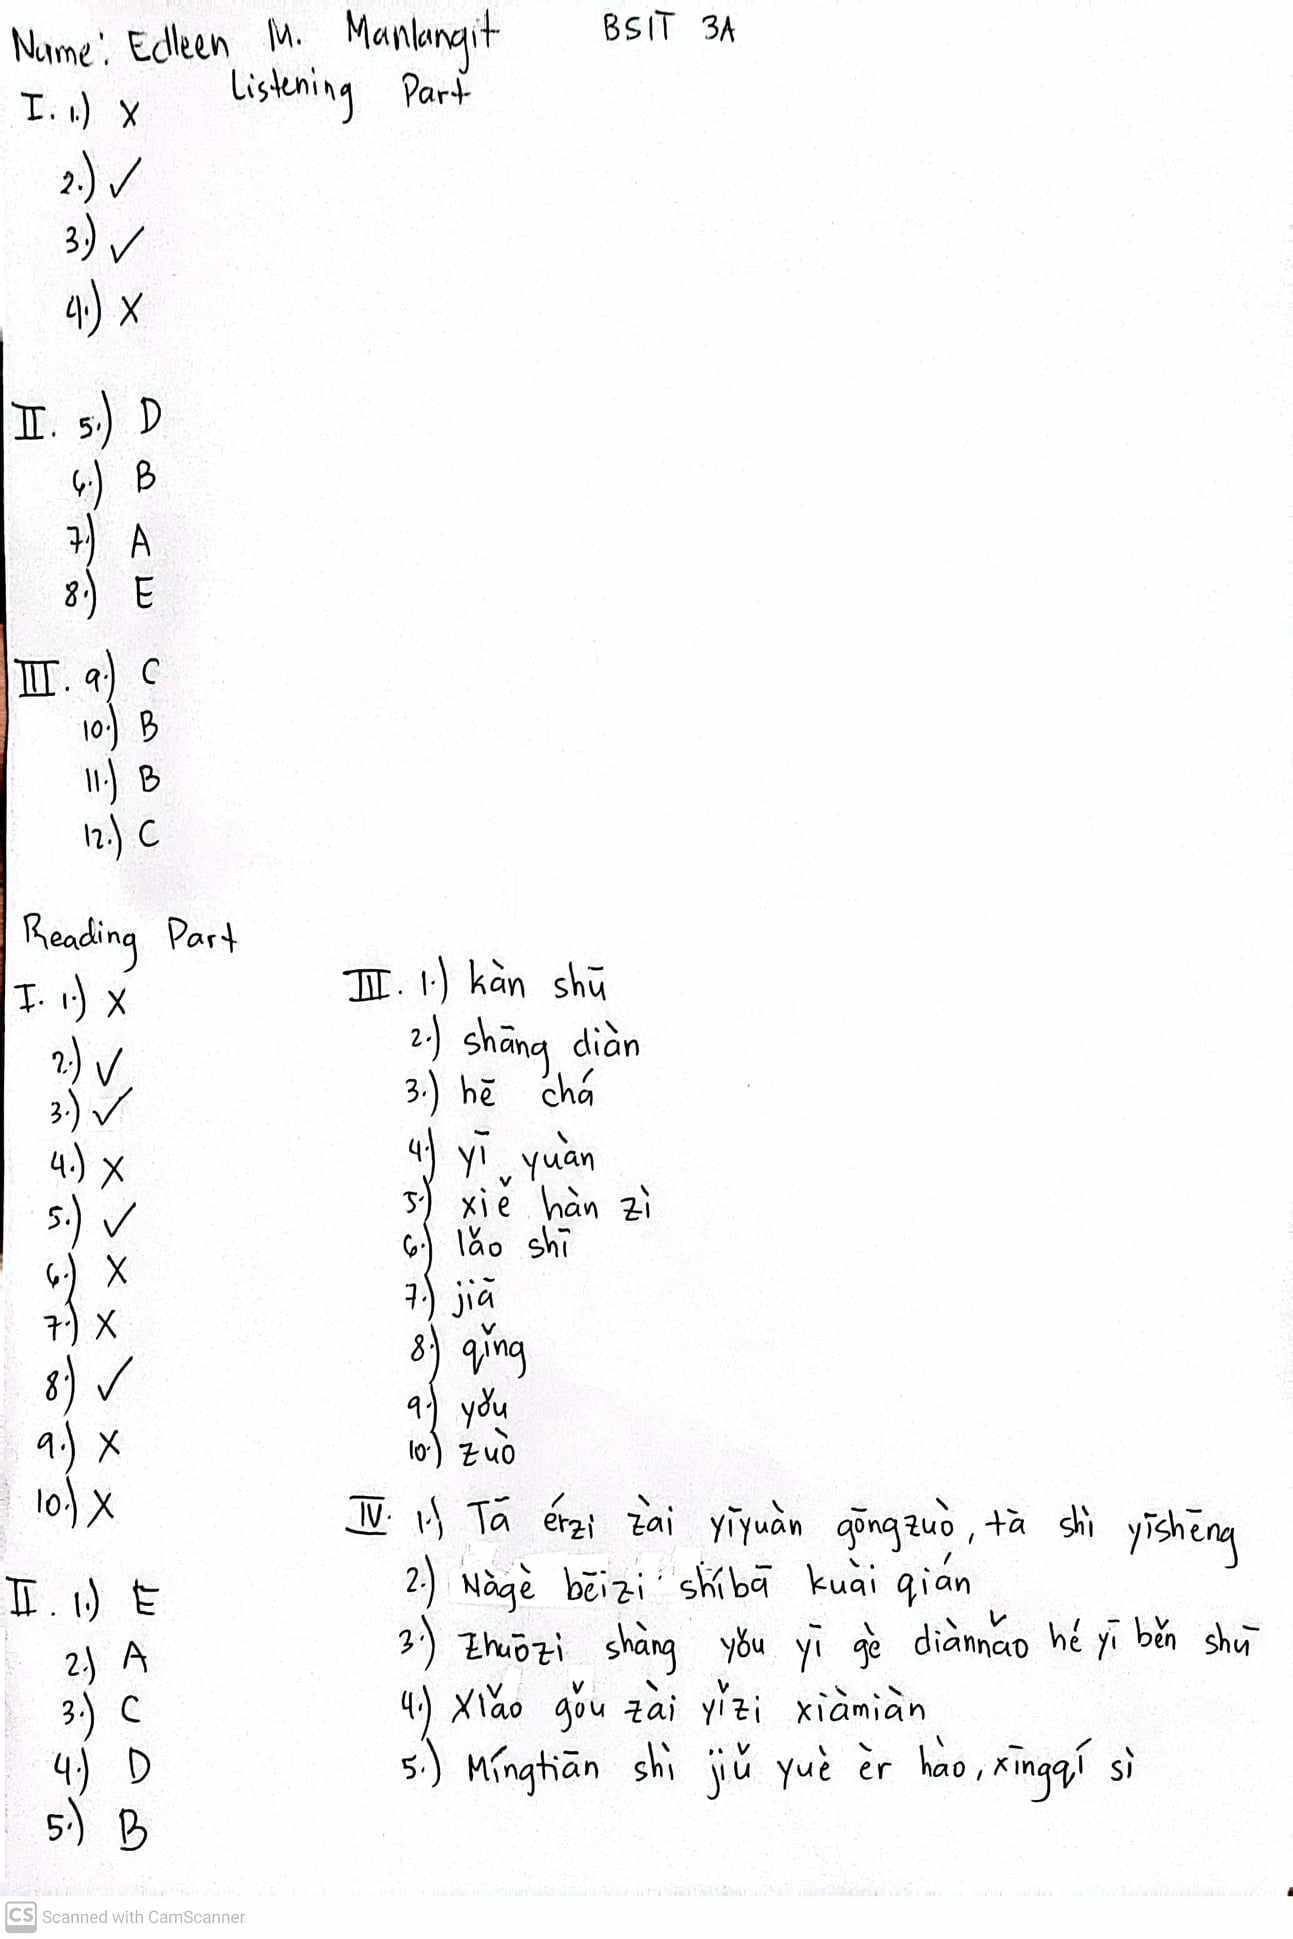 Name: Edleen M. Manlangit BSIT 3A
Listening Part
I. 1.) X
2.) ✓
3.) ✓
4.) X
II. 5.) D
6.) B
7.) A
8.) E
III. 9.) C
10.) B
11.) B
12.) C
Reading Part
I. 1.) X
2.) ✓
3.) ✓
4.) X
5.) ✓
6.) X
7.) X
8.) ✓
9.) X
10.) X
II. 1.) E
2.) A
3.) C
4.) D
5.) B
III. 1.) kàn shū
2.) shāng diàn
3.) hē chá
4.) yī yuàn
5.) xiě hàn zì
6.) lǎo shī
7.) jiā
8.) qǐng
9.) yǒu
10.) zuò
IV. 1.) Tā érzi zài yīyuàn gōngzuò, tà shì yīshēng
2.) Nàgè bēizi shíbā kuài qián
3.) Zhuōzi shàng yǒu yī gè diànnǎo hé yī běn shū
4.) Xiǎo gǒu zài yǐzi xiàmiàn
5.) Míngtiān shì jiǔ yuè èr hào, xīngqí sì
CS Scanned with CamScanner